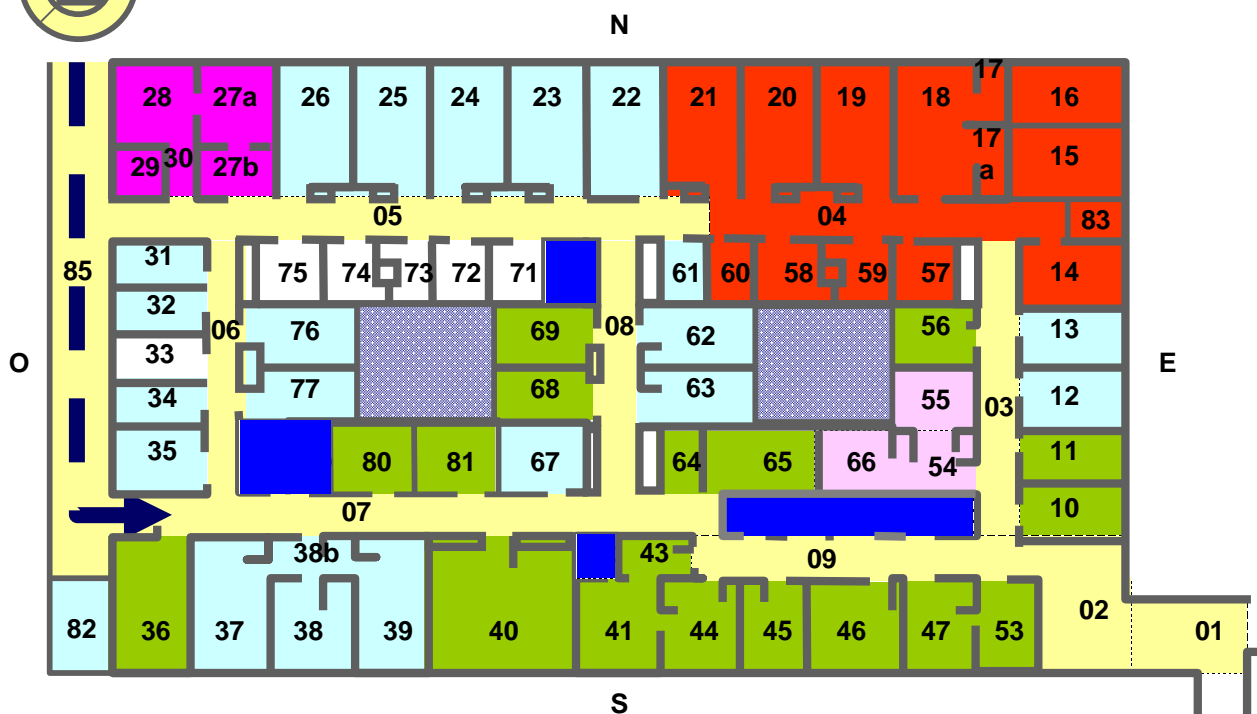 N
17
28 27a 26 25 24 23 22 21 20 19 18 16
17
a
29 30 27b 15
05 04 83
31 75 74 73 72 71 61 60 58 59 57 14
85
32 06 76 69 08 62 56 13
33
O E
34 77 68 63 55 03 12
35 80 81 67 64 65 66 54 11
07 10
38b 43 09
82 36 37 38 39 40 41 44 45 46 47 53 02 01
S